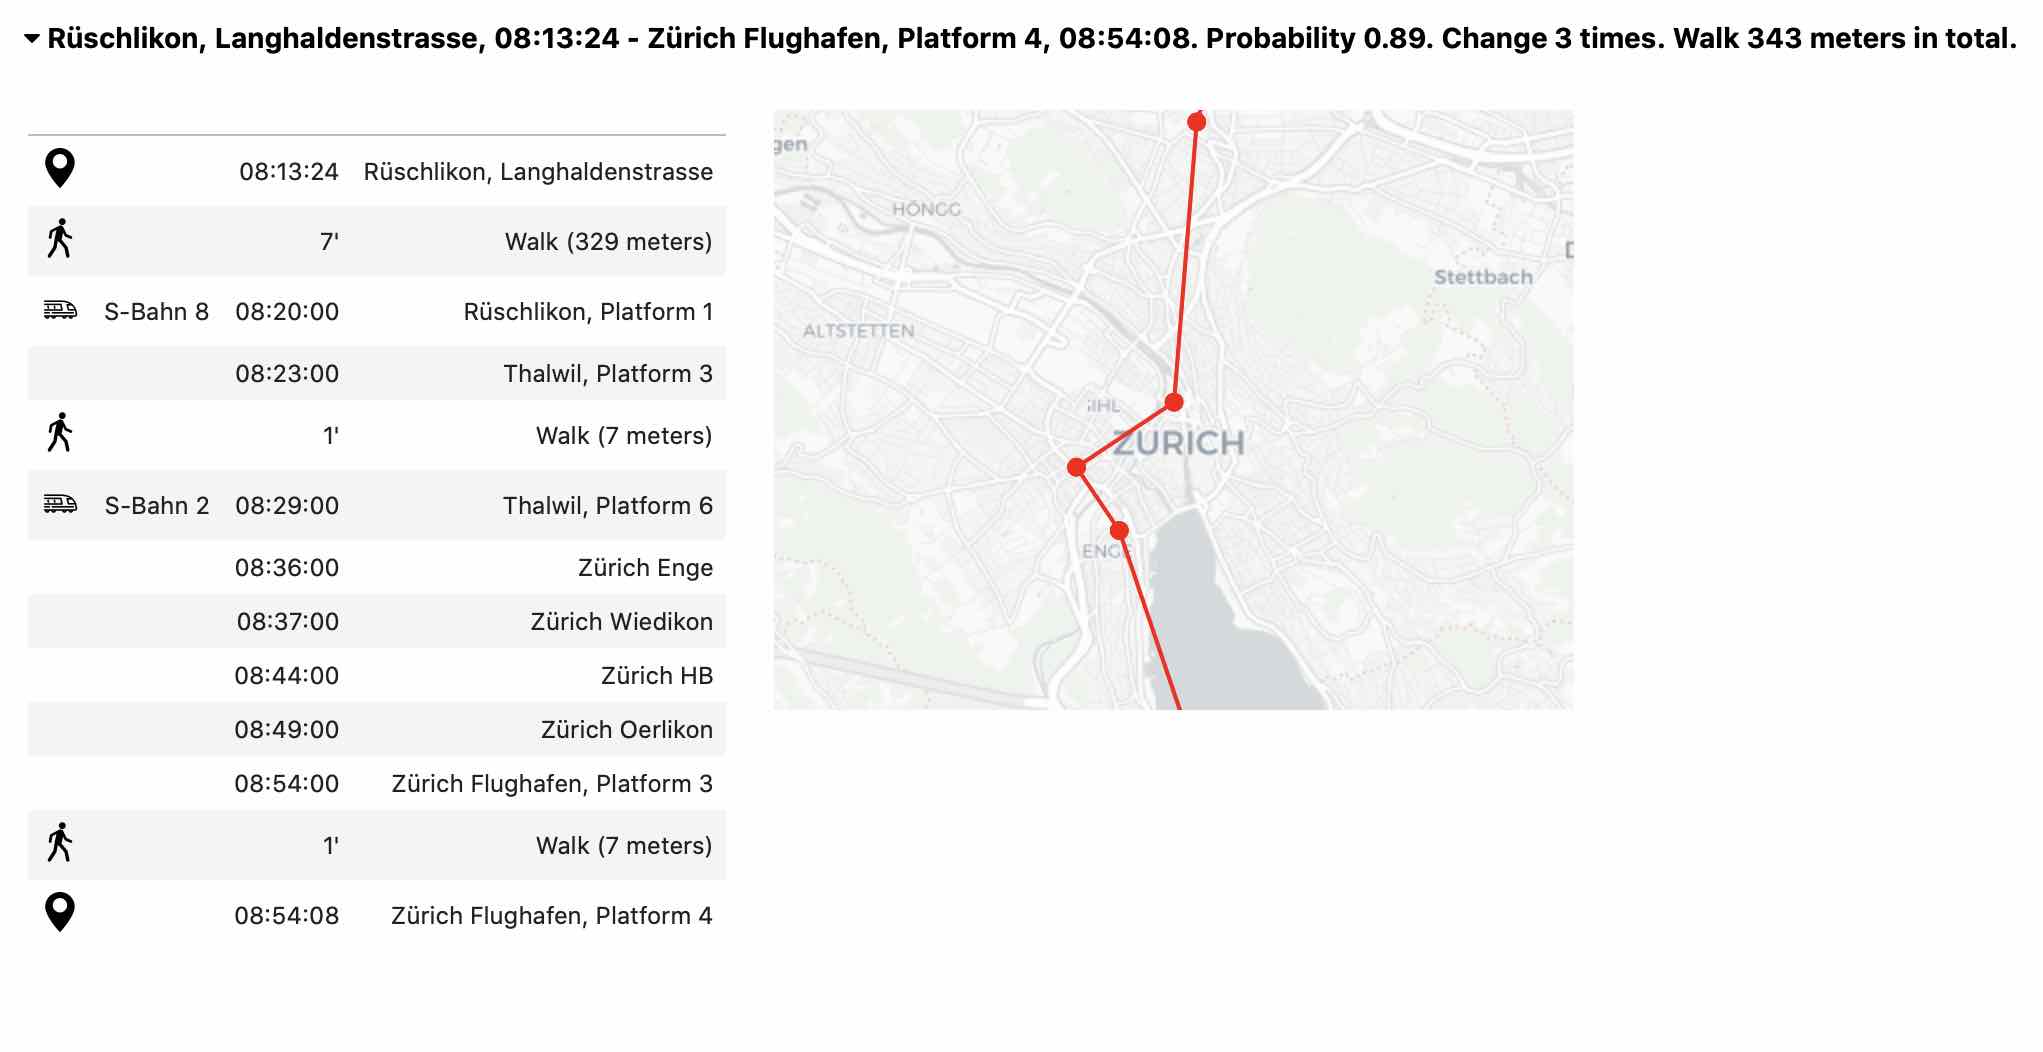 Rüschlikon, Langhaldenstrasse, 08:13:24 - Zürich Flughafen, Platform 4, 08:54:08. Probability 0.89. Change 3 times. Walk 343 meters in total.
08:13:24 Rüschlikon, Langhaldenstrasse
7' Walk (329 meters)
S-Bahn 8 08:20:00 Rüschlikon, Platform 1
08:23:00 Thalwil, Platform 3
1' Walk (7 meters)
S-Bahn 2 08:29:00 Thalwil, Platform 6
08:36:00 Zürich Enge
08:37:00 Zürich Wiedikon
08:44:00 Zürich HB
08:49:00 Zürich Oerlikon
08:54:00 Zürich Flughafen, Platform 3
1' Walk (7 meters)
08:54:08 Zürich Flughafen, Platform 4
gen
HÖNGG
Stettbach
ALTSTETTEN
IHL
ZÜRICH
ENGE